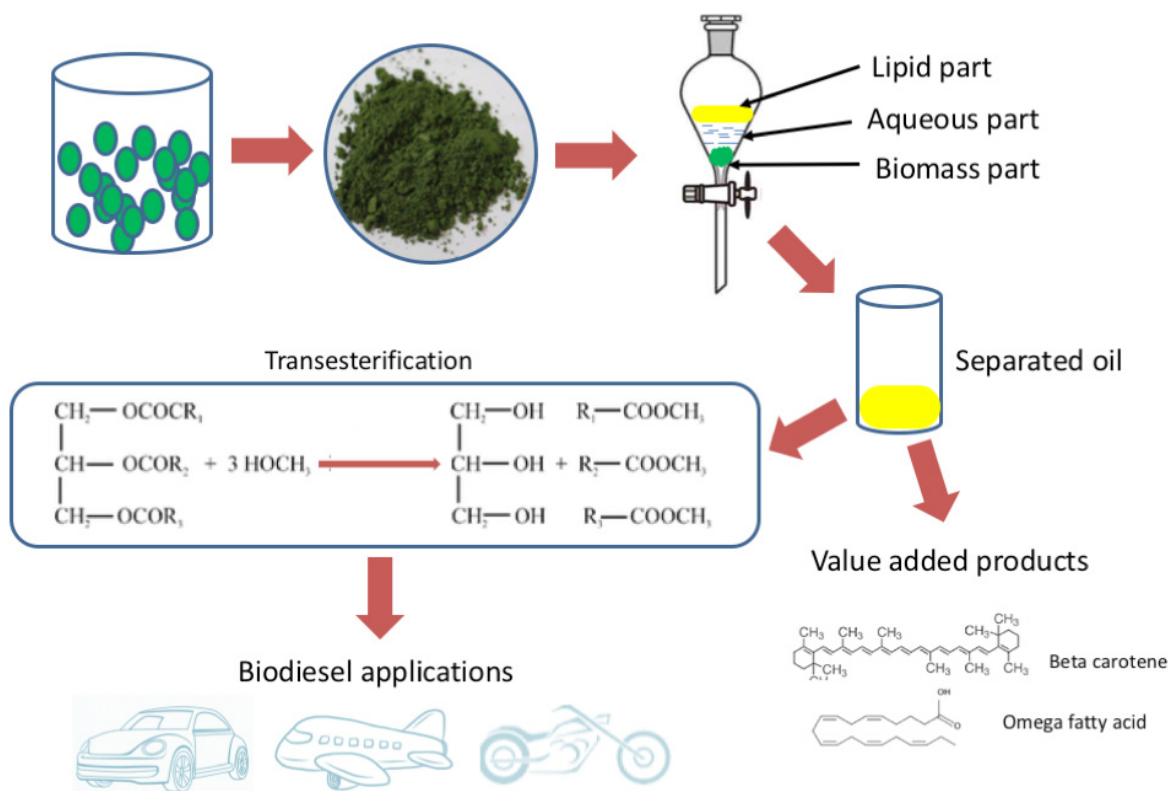 Lipid part
Aqueous part
Biomass part
Separated oil
Transesterification
CH₂— OCOCR₁
CH— OCOR₂ + 3 HOCH₃
CH₂—OCOR₃
CH₂—OH R₁—COOCH₃
CH—OH + R₂—COOCH₃
CH₂—OH R₃—COOCH₃
Value added products
CH₃ CH₃ CH₃ CH₃ CH₃
CH₃ CH₃ CH₃ CH₃
Beta carotene
OH
O
Omega fatty acid
Biodiesel applications